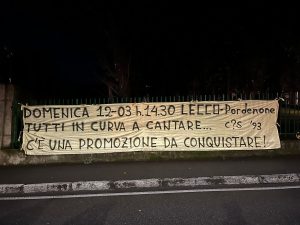 DOMENICA 12-03 h.14.30 LECCO-Pordenone
TUTTI IN CURVA A CANTARE... C?S '93
C'È UNA PROMOZIONE DA CONQUISTARE!